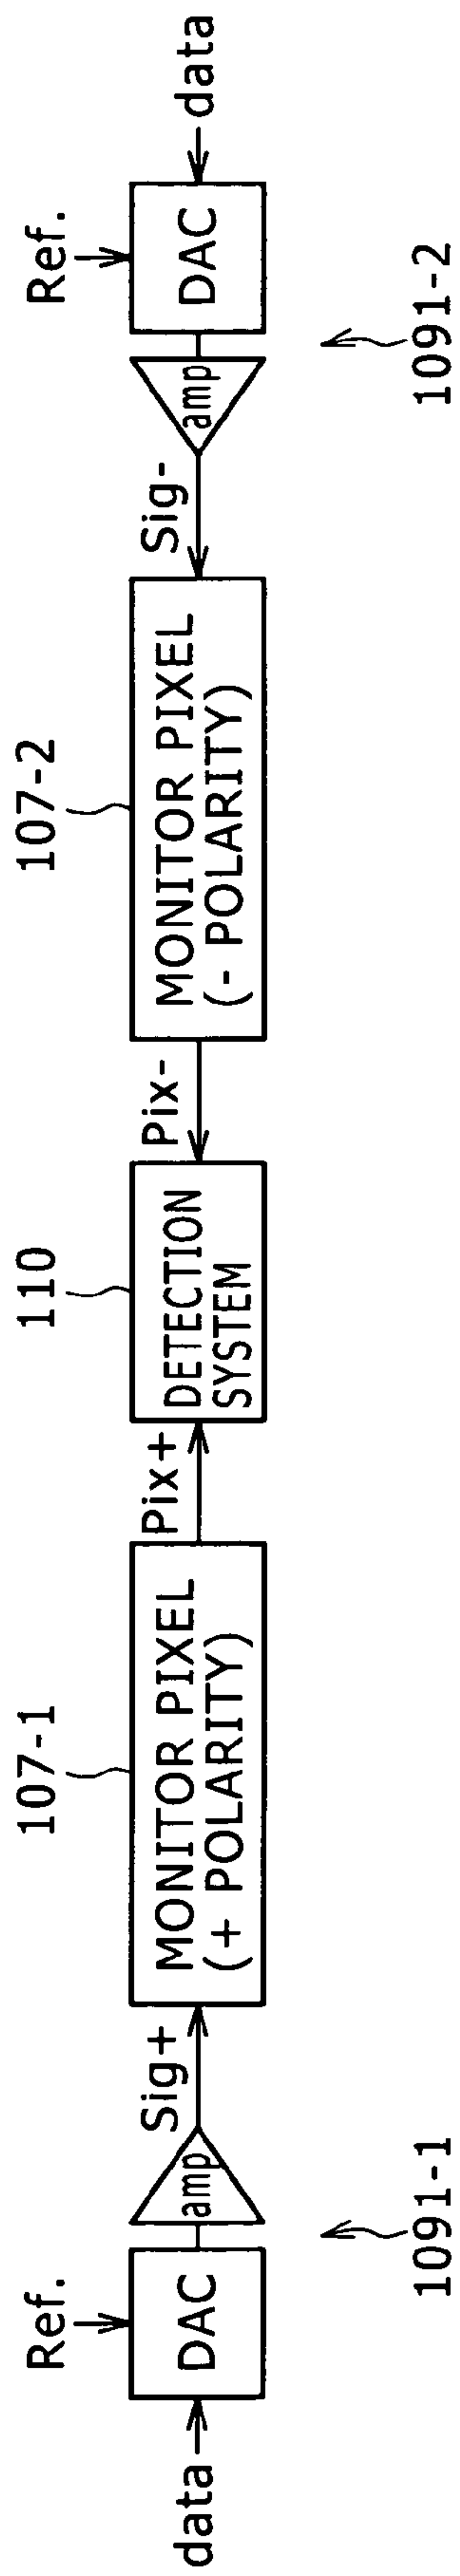 107-1
110
107-2
Ref.
Ref.
data
DAC
amp
Sig+
MONITOR PIXEL
(+ POLARITY)
Pix+
DETECTION
SYSTEM
Pix-
MONITOR PIXEL
(- POLARITY)
Sig-
amp
DAC
data
1091-1
1091-2